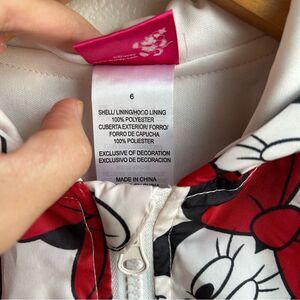 6
SHELL/ LINING/HOOD LINING
100% POLYESTER
CUBIERTA EXTERIOR/ FORRO/
FORRO DE CAPUCHA
100% POLIESTER
EXCLUSIVE OF DECORATION
EXCLUSIVO DE DECORACION
MADE IN CHINA